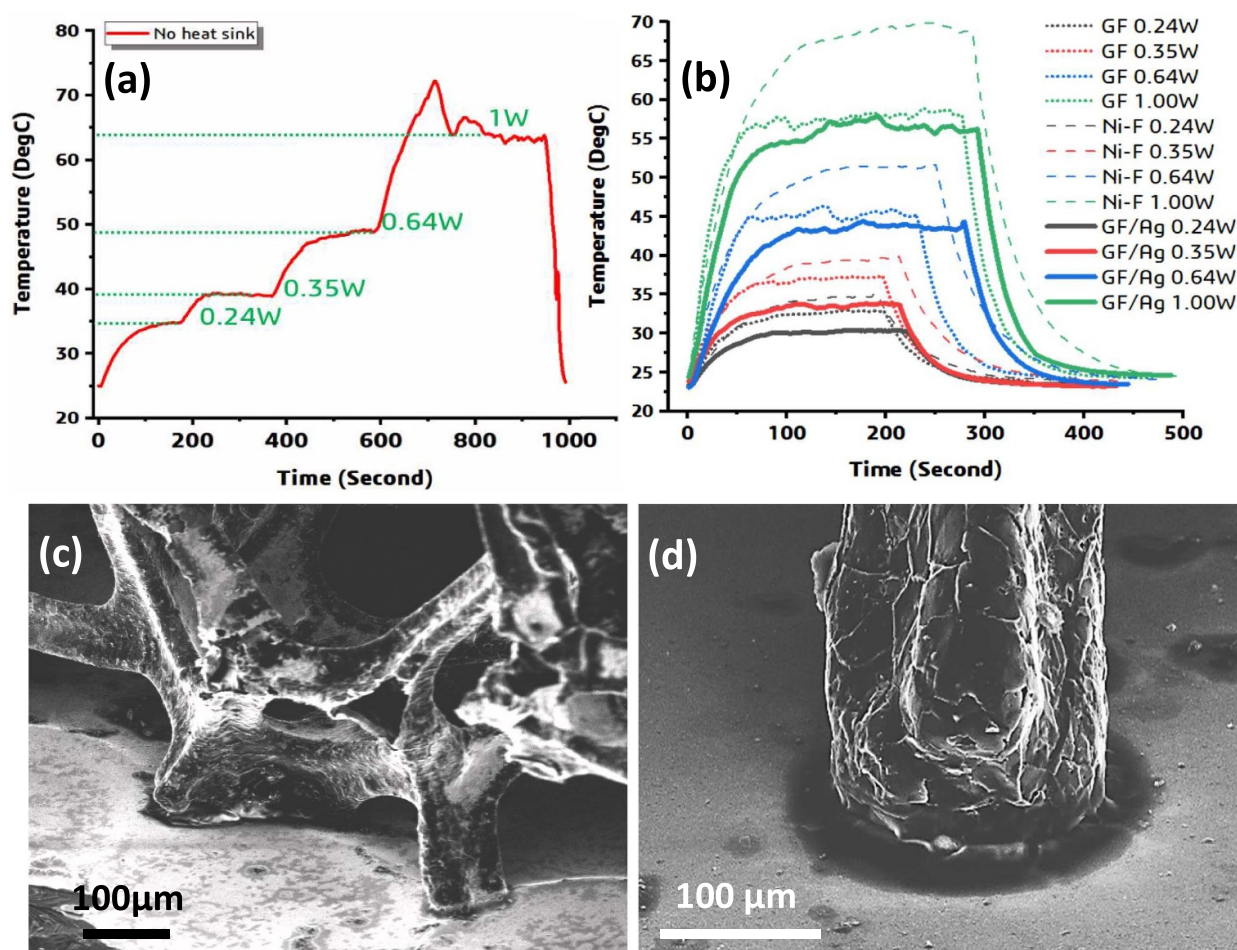 (a)
No heat sink
80
70
60
50
40
30
20
0
200
400
600
800
1000
Temperature (DegC)
Time (Second)
1W
0.64W
0.35W
0.24W
(b)
70
65
60
55
50
45
40
35
30
25
20
0
100
200
300
400
500
Temperature (DegC)
Time (Second)
GF 0.24W
GF 0.35W
GF 0.64W
GF 1.00W
Ni-F 0.24W
Ni-F 0.35W
Ni-F 0.64W
Ni-F 1.00W
GF/Ag 0.24W
GF/Ag 0.35W
GF/Ag 0.64W
GF/Ag 1.00W
(c)
100μm
(d)
100 μm